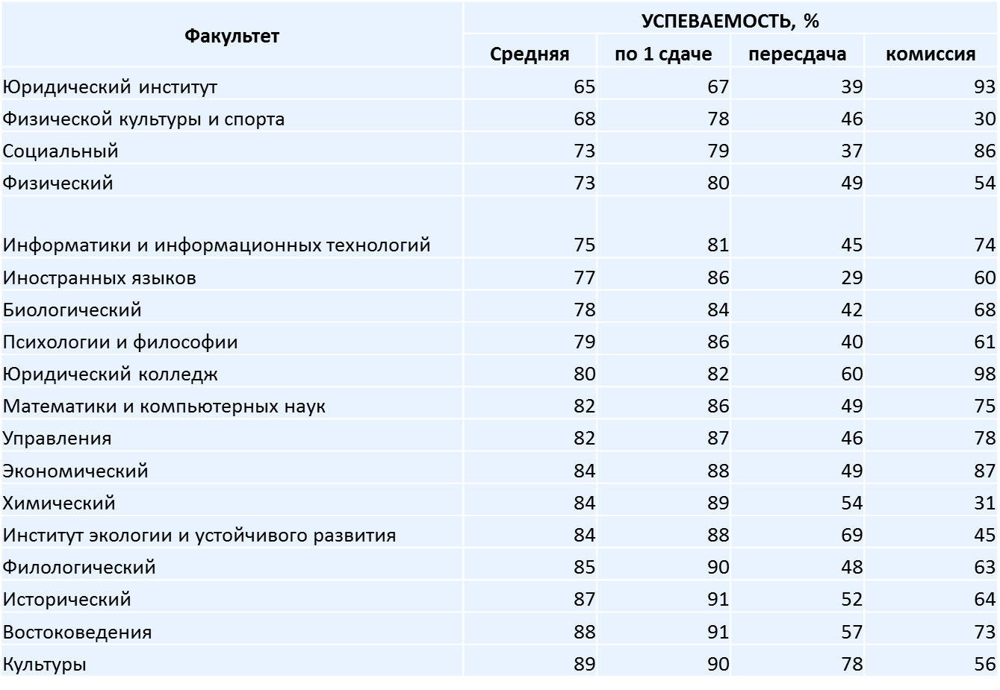 Факультет
УСПЕВАЕМОСТЬ, %
Средняя по 1 сдаче пересдача комиссия
Юридический институт 65 67 39 93
Физической культуры и спорта 68 78 46 30
Социальный 73 79 37 86
Физический 73 80 49 54
Информатики и информационных технологий 75 81 45 74
Иностранных языков 77 86 29 60
Биологический 78 84 42 68
Психологии и философии 79 86 40 61
Юридический колледж 80 82 60 98
Математики и компьютерных наук 82 86 49 75
Управления 82 87 46 78
Экономический 84 88 49 87
Химический 84 89 54 31
Институт экологии и устойчивого развития 84 88 69 45
Филологический 85 90 48 63
Исторический 87 91 52 64
Востоковедения 88 91 57 73
Культуры 89 90 78 56